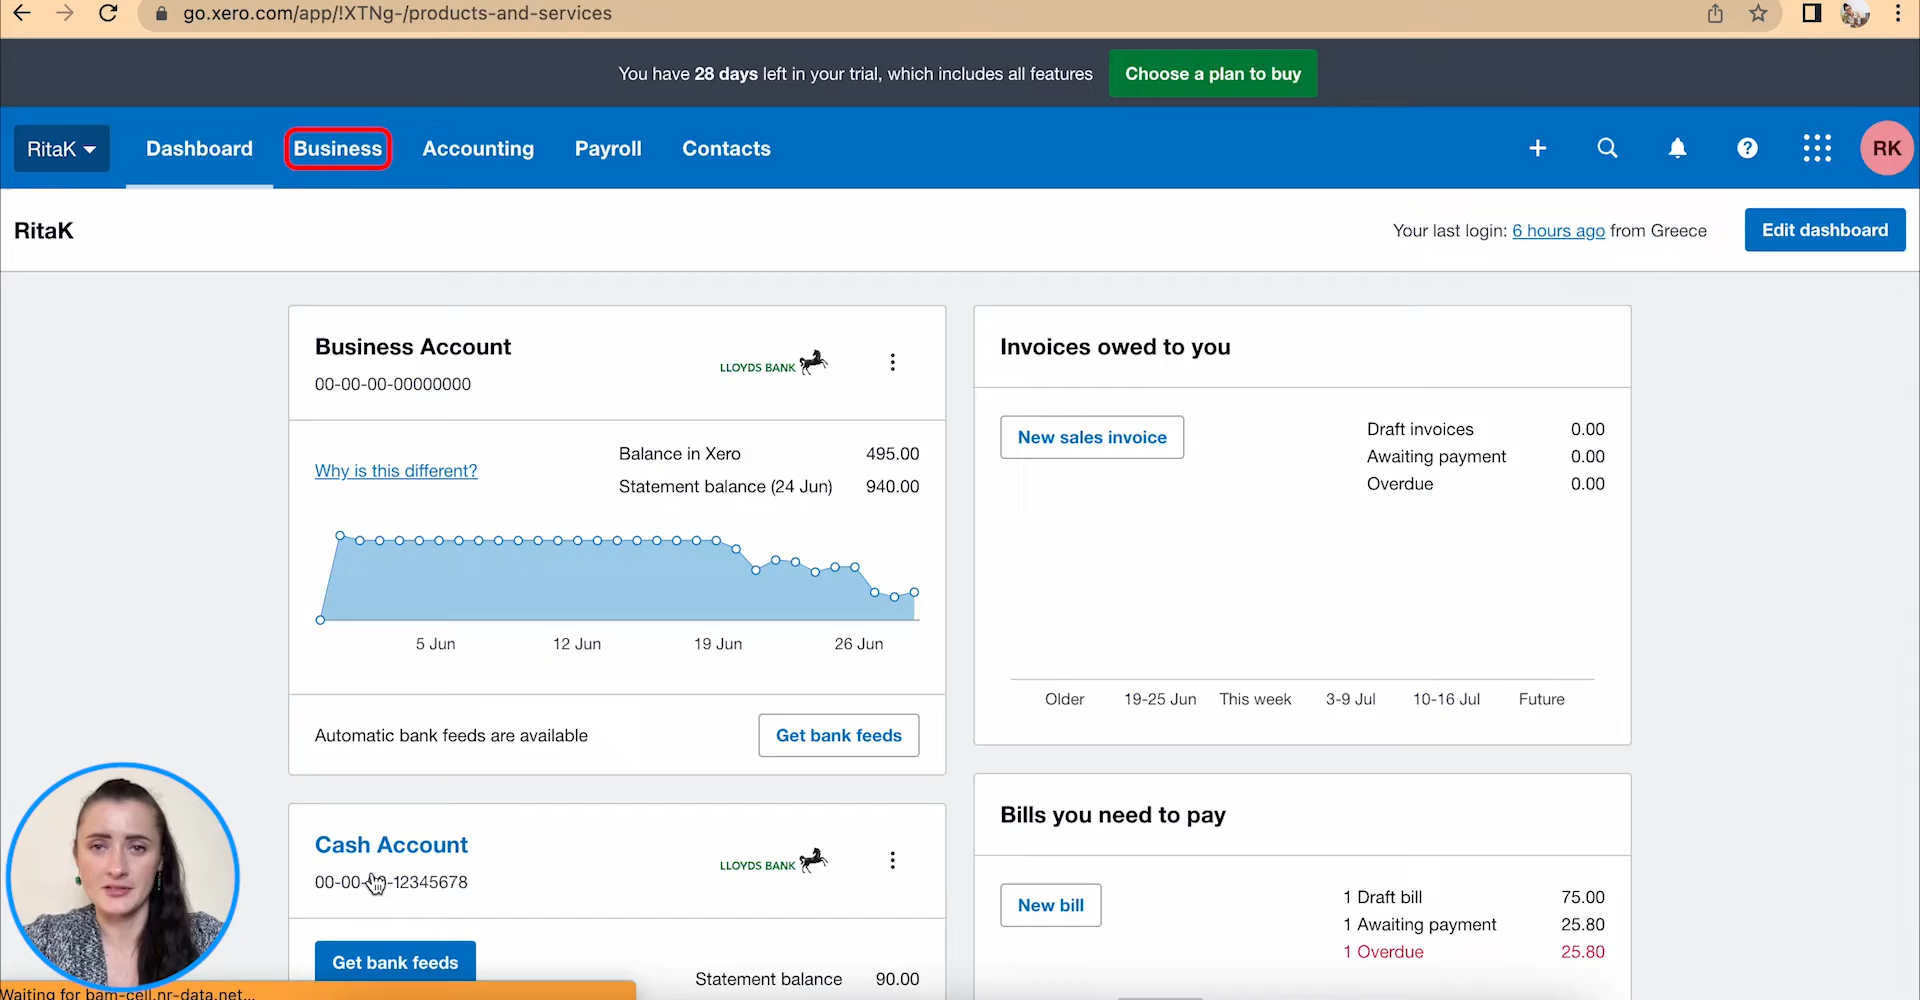 go.xero.com/app/!XTNg-/products-and-services
You have 28 days left in your trial, which includes all features
Choose a plan to buy
RitaK
Dashboard
Business
Accounting
Payroll
Contacts
RK
RitaK
Your last login: 6 hours ago from Greece
Edit dashboard
Business Account
00-00-00-00000000
LLOYDS BANK
Why is this different?
Balance in Xero 495.00
Statement balance (24 Jun) 940.00
5 Jun 12 Jun 19 Jun 26 Jun
Automatic bank feeds are available
Get bank feeds
Cash Account
00-00- -12345678
LLOYDS BANK
Get bank feeds
Statement balance 90.00
Invoices owed to you
New sales invoice
Draft invoices 0.00
Awaiting payment 0.00
Overdue 0.00
Older 19-25 Jun This week 3-9 Jul 10-16 Jul Future
Bills you need to pay
New bill
1 Draft bill 75.00
1 Awaiting payment 25.80
1 Overdue 25.80
Waiting for bam-cell.nr-data.net...